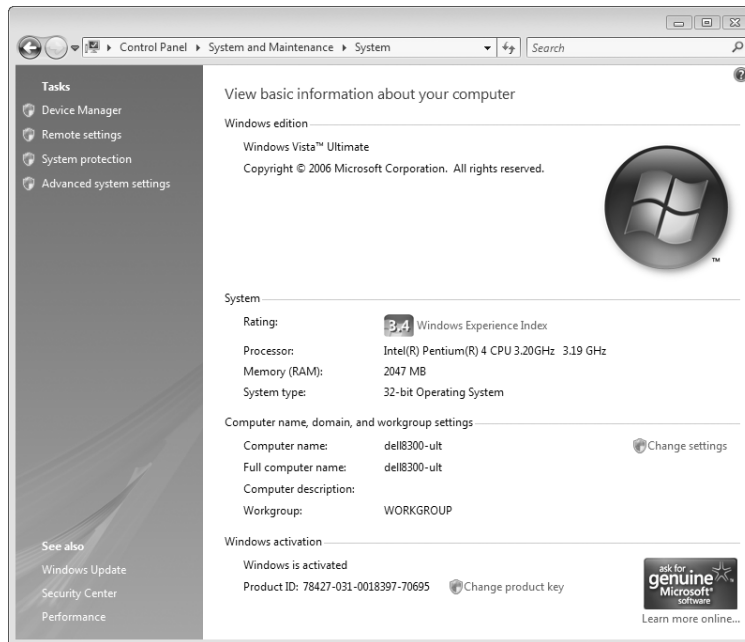 Control Panel ▸ System and Maintenance ▸ System
Search
Tasks
Device Manager
Remote settings
System protection
Advanced system settings
See also
Windows Update
Security Center
Performance
View basic information about your computer
Windows edition
Windows Vista™ Ultimate
Copyright © 2006 Microsoft Corporation. All rights reserved.
TM
System
Rating: 3.4 Windows Experience Index
Processor: Intel(R) Pentium(R) 4 CPU 3.20GHz 3.19 GHz
Memory (RAM): 2047 MB
System type: 32-bit Operating System
Computer name, domain, and workgroup settings
Computer name: dell8300-ult Change settings
Full computer name: dell8300-ult
Computer description:
Workgroup: WORKGROUP
Windows activation
Windows is activated
Product ID: 78427-031-0018397-70695 Change product key
ask for
genuine
Microsoft®
software
Learn more online...